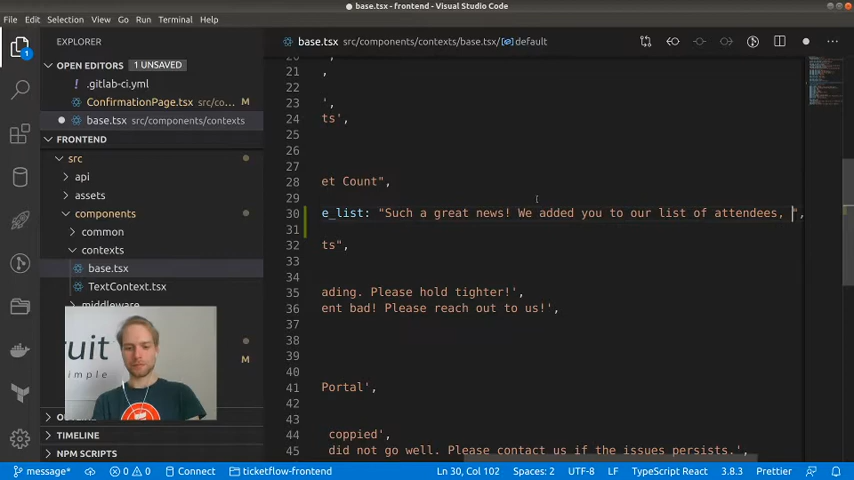 ● base.tsx - frontend - Visual Studio Code
File Edit Selection View Go Run Terminal Help
EXPLORER
base.tsx src/components/contexts/base.tsx/[∅]default
OPEN EDITORS 1 UNSAVED
.gitlab-ci.yml
ConfirmationPage.tsx src/co... M
base.tsx src/components/contexts
FRONTEND
src
api
assets
components
common
contexts
base.tsx
TextContext.tsx
middleware
M
TIMELINE
NPM SCRIPTS
20 ',
21 ,
22
23 ',
24 ts',
25
26
27
28 et Count",
29
30 e_list: "Such a great news! We added you to our list of attendees, ",
31
32 ts",
33
34
35 ading. Please hold tighter!',
36 ent bad! Please reach out to us!',
37
38
39
40
41 Portal',
42
43
44 coppied',
45 did not go well. Please contact us if the issues persists.',
ruit
simple
message* 0 0 Connect ticketflow-frontend Ln 30, Col 102 Spaces: 2 UTF-8 LF TypeScript React 3.8.3 Prettier
1